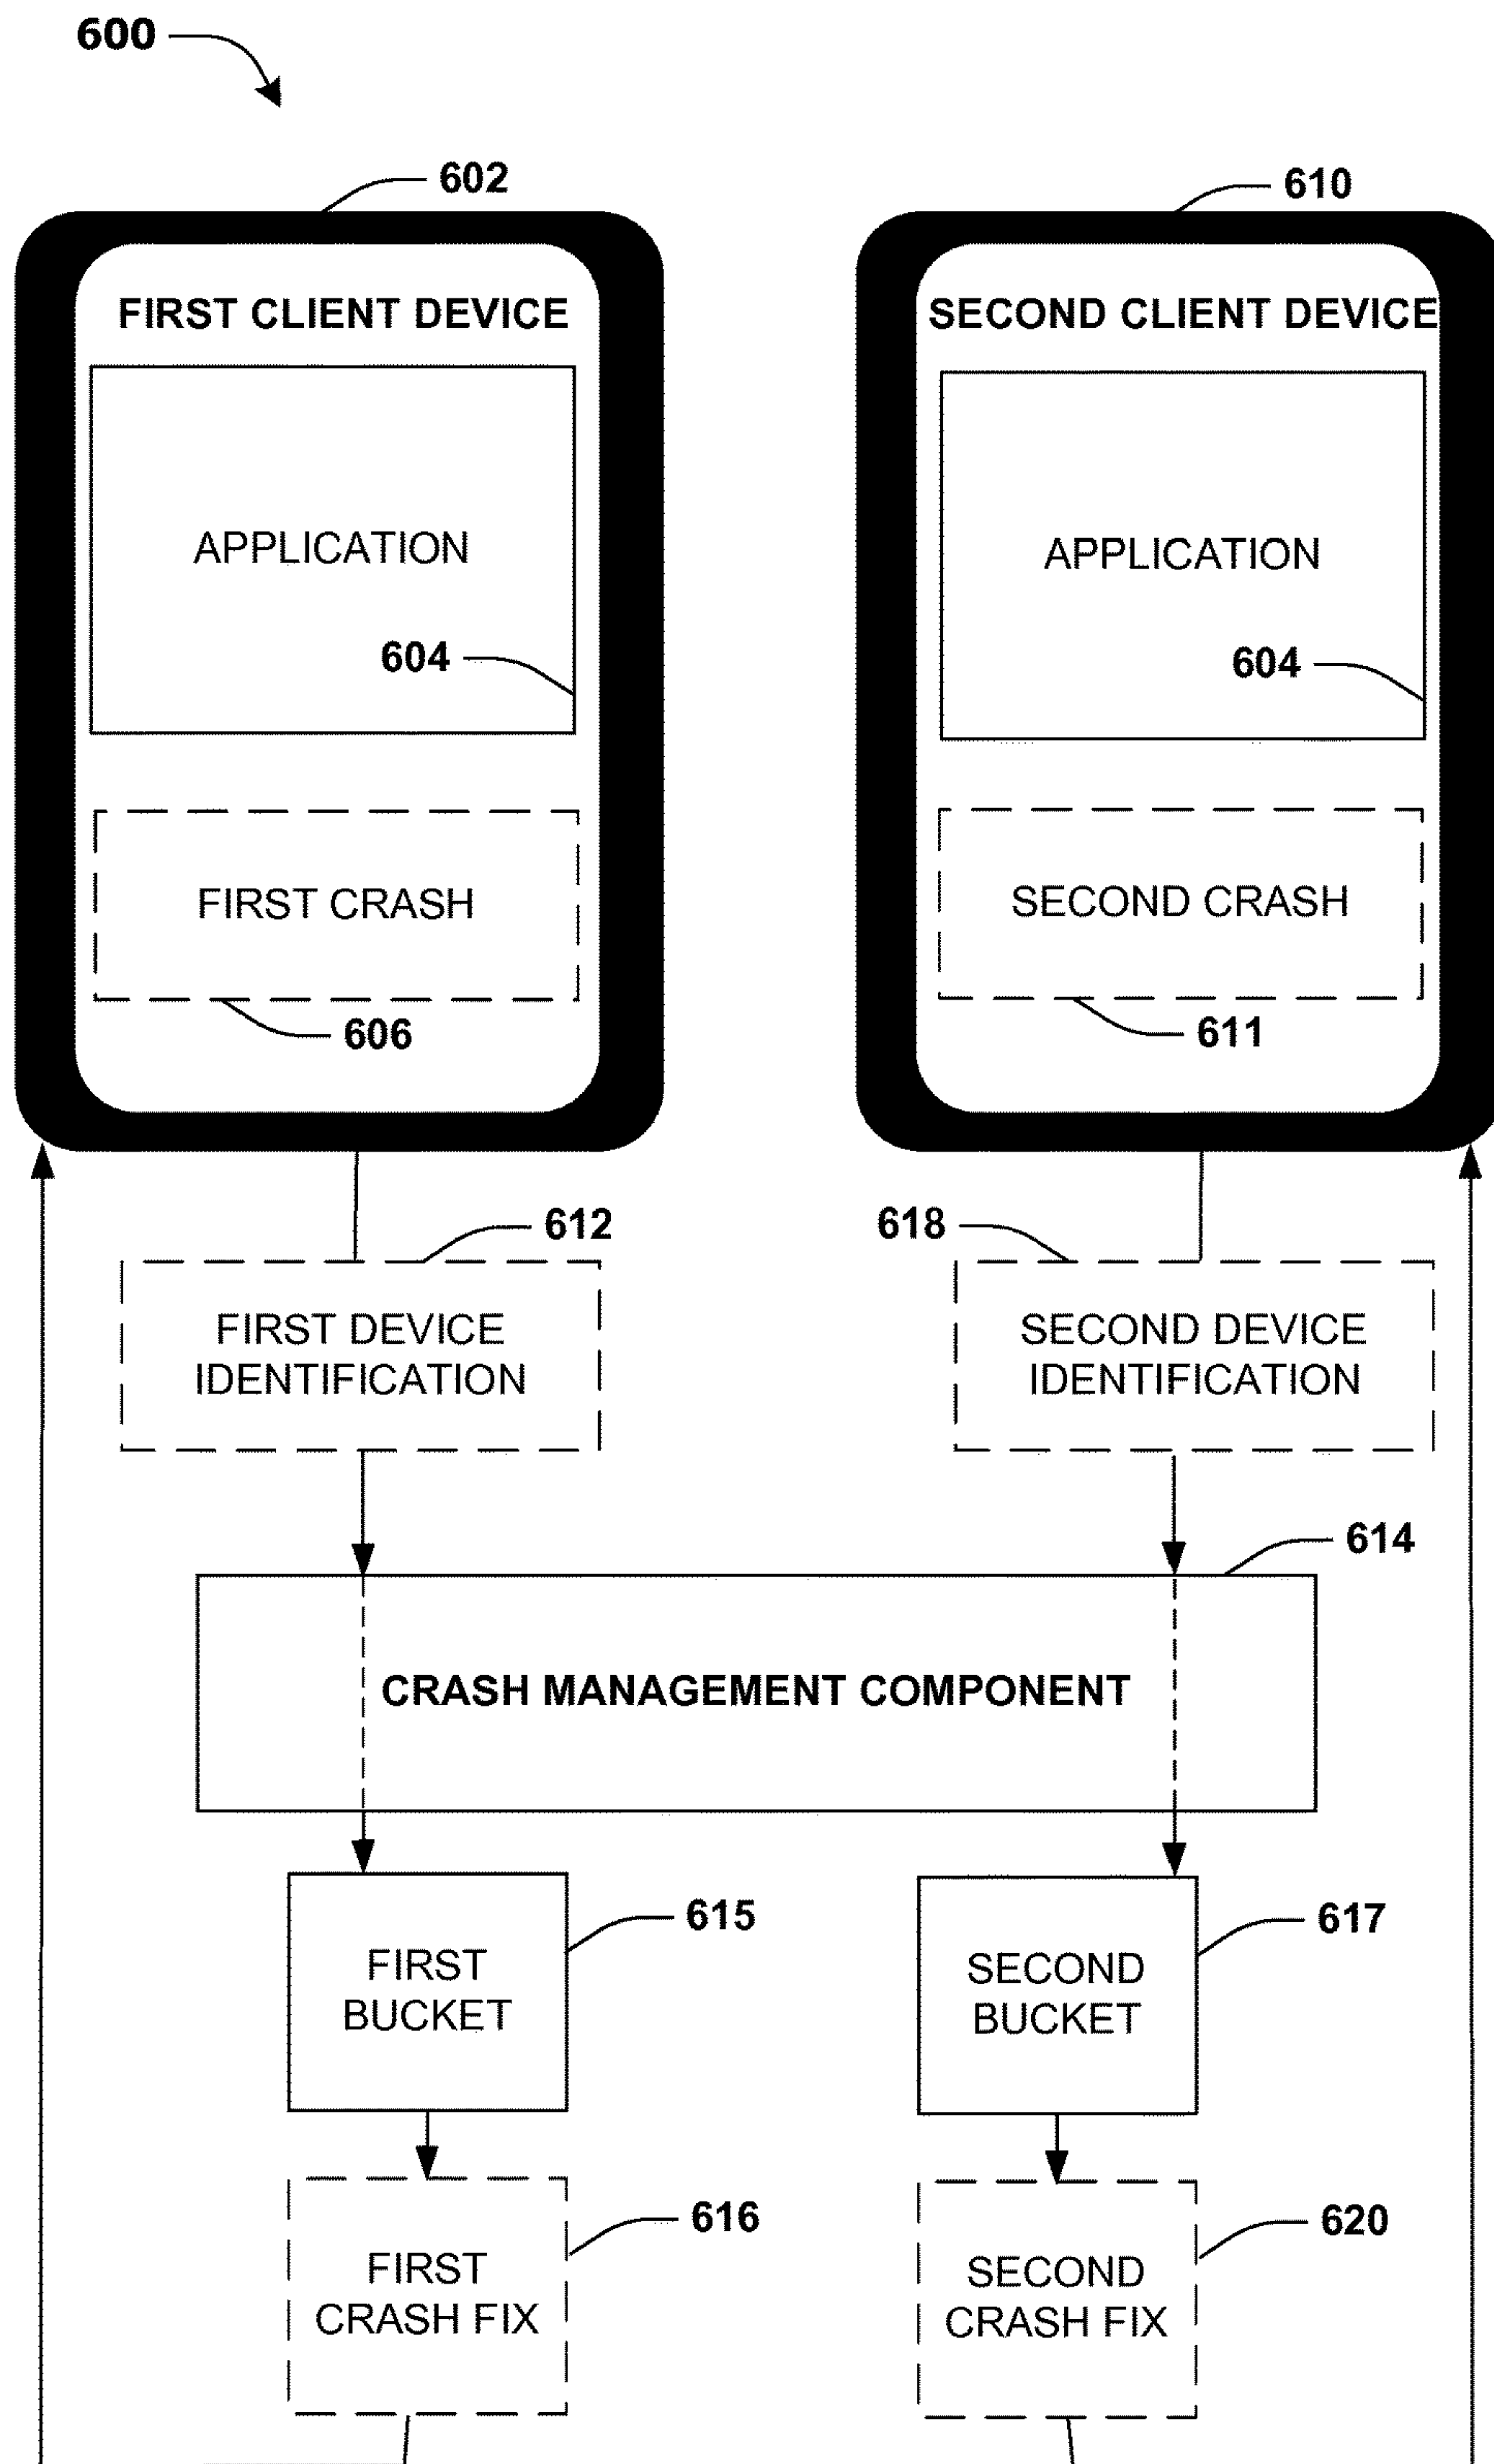 600
602
610
FIRST CLIENT DEVICE
SECOND CLIENT DEVICE
APPLICATION
APPLICATION
604
604
FIRST CRASH
SECOND CRASH
606
611
612
618
FIRST DEVICE
IDENTIFICATION
SECOND DEVICE
IDENTIFICATION
614
CRASH MANAGEMENT COMPONENT
615
617
FIRST
BUCKET
SECOND
BUCKET
616
620
FIRST
CRASH FIX
SECOND
CRASH FIX